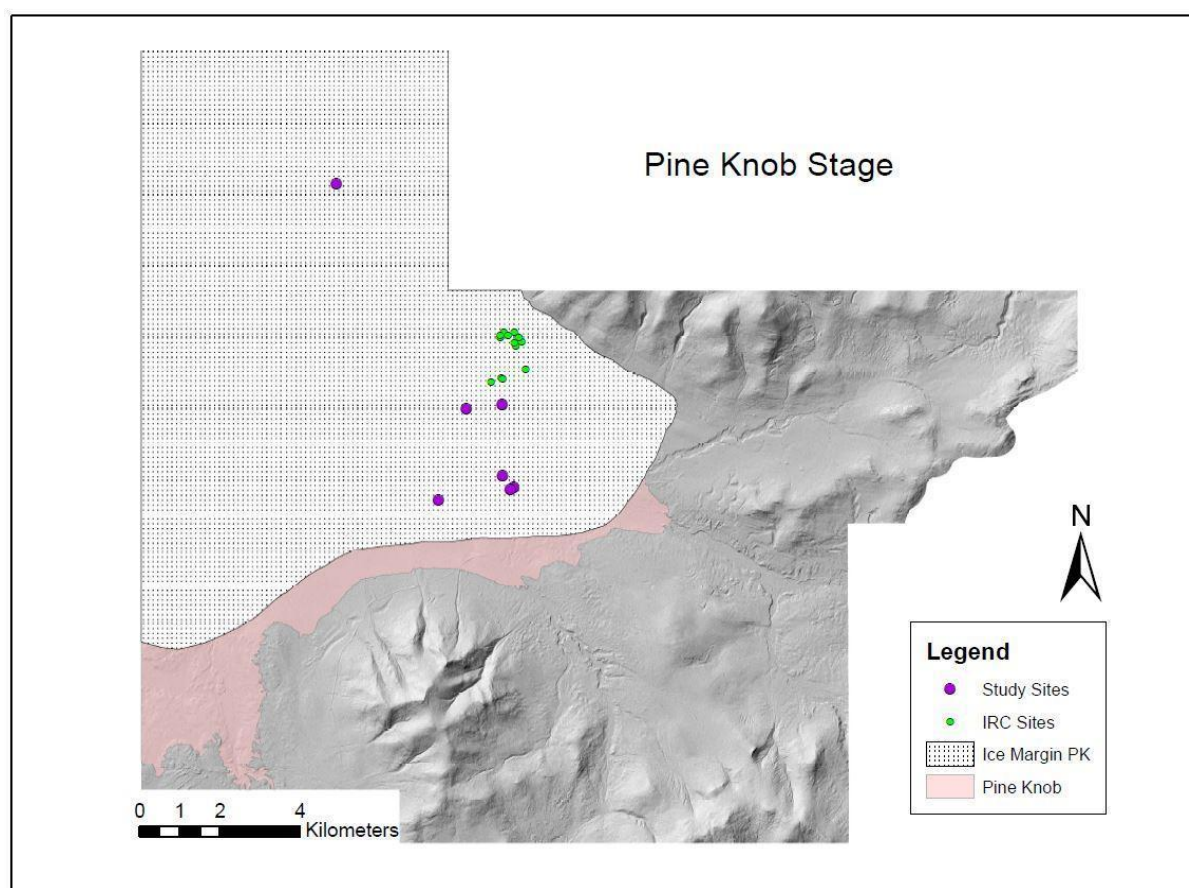 Pine Knob Stage
N
Legend
Study Sites
IRC Sites
Ice Margin PK
Pine Knob
0 1 2 4
Kilometers